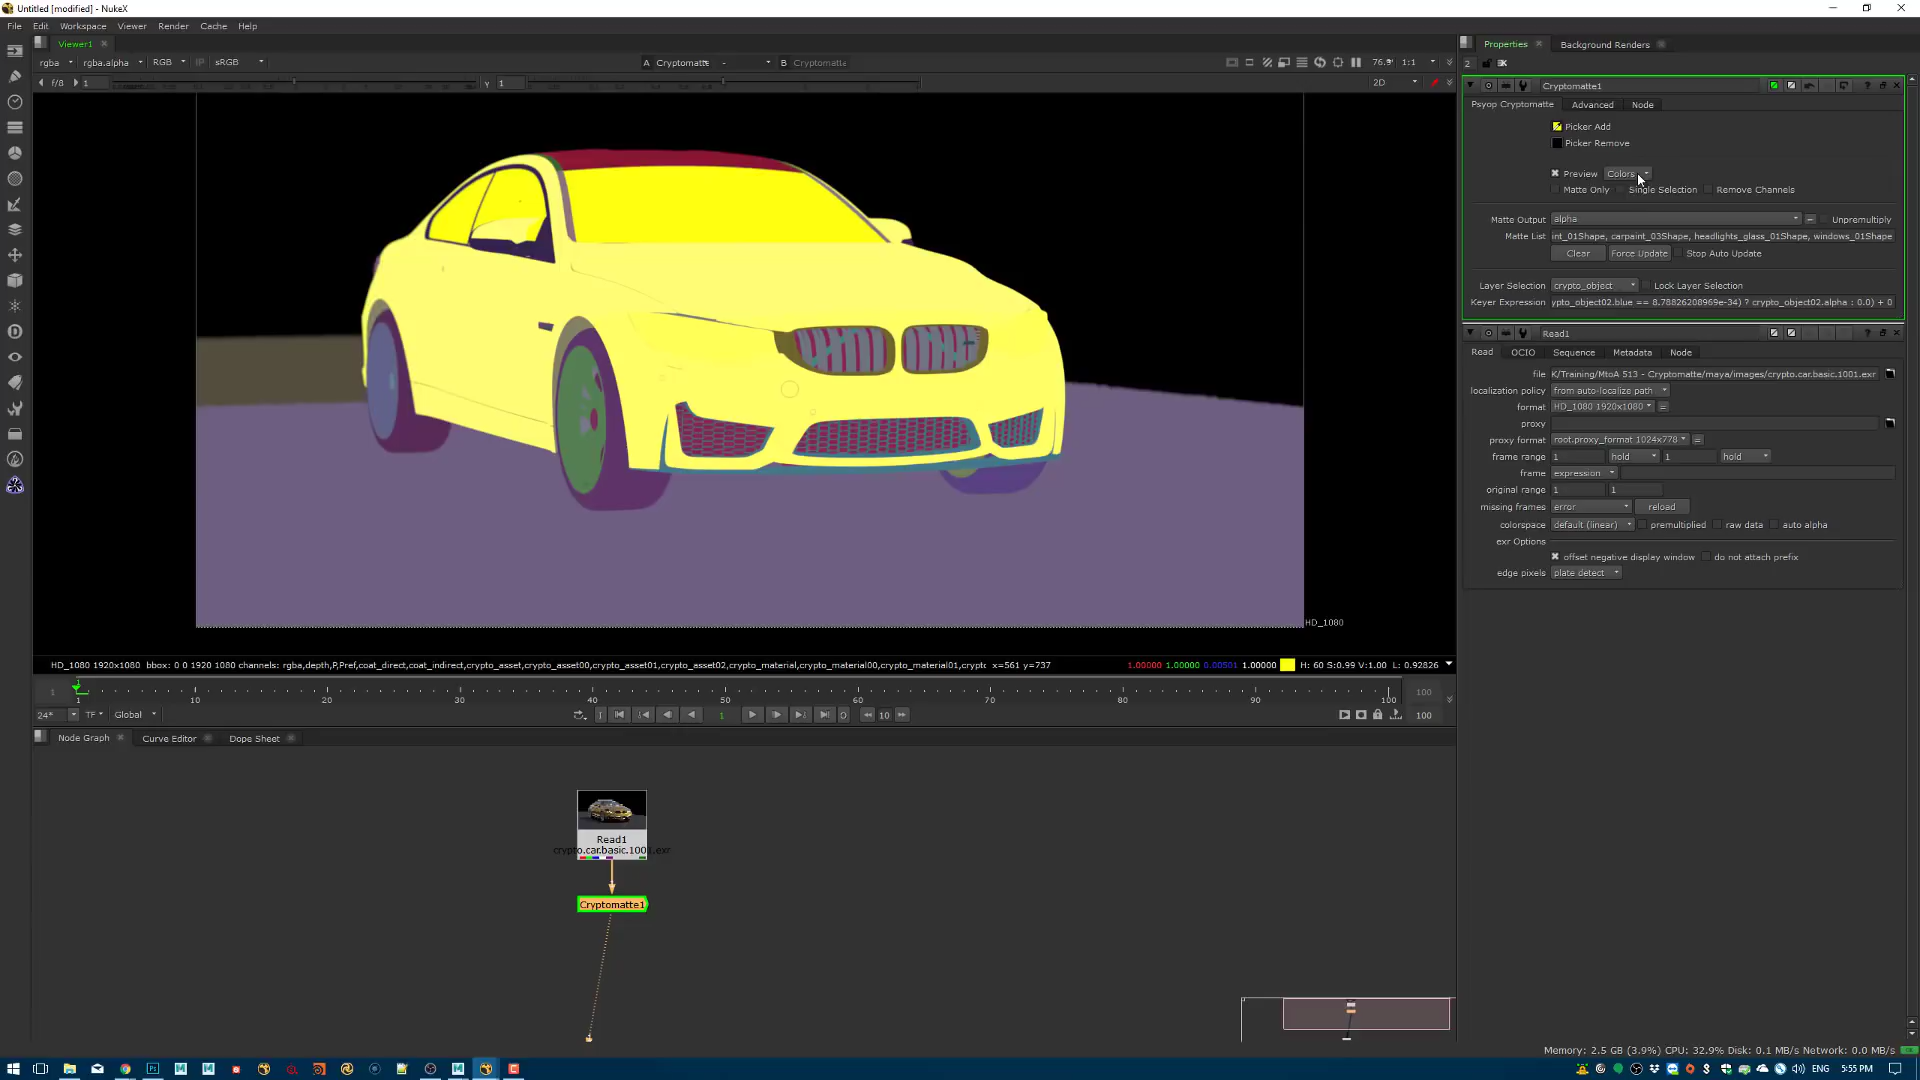 Untitled [modified] - NukeX
File Edit Workspace Viewer Render Cache Help
Viewer1
Properties Background Renders
rgba rgba.alpha RGB IP sRGB A Cryptomatte - B Cryptomatte 1:1
2
f/8 1 Y 1 2D
Cryptomatte1
Psyop Cryptomatte Advanced Node
Picker Add
Picker Remove
Preview Colors
Matte Only Single Selection Remove Channels
Matte Output alpha Unpremultiply
Matte List int_01Shape, carpaint_03Shape, headlights_glass_01Shape, windows_01Shape
Clear Force Update Stop Auto Update
Layer Selection crypto_object Lock Layer Selection
Keyer Expression ypto_object02.blue == 8.78826208969e-34) ? crypto_object02.alpha : 0.0) + 0
Read1
Read OCIO Sequence Metadata Node
file K/Training/MtoA 513 - Cryptomatte/maya/images/crypto.car.basic.1001.exr
localization policy from auto-localize path
format HD_1080 1920x1080 =
proxy
proxy format root.proxy_format 1024x778 =
frame range 1 hold 1 hold
frame expression
original range 1 1
missing frames error reload
colorspace default (linear) premultiplied raw data auto alpha
exr Options
offset negative display window do not attach prefix
edge pixels plate detect
HD_1080
HD_1080 1920x1080 bbox: 0 0 1920 1080 channels: rgba,depth,P,Pref,coat_direct,coat_indirect,crypto_asset,crypto_asset00,crypto_asset01,crypto_asset02,crypto_material,crypto_material00,crypto_material01,crypto x=561 y=737 1.00000 1.00000 0.00501 1.00000 H: 60 S:0.99 V:1.00 L: 0.92826
1 1 10 20 30 40 50 60 70 80 90 100 100
24* TF Global 1 10 100
Node Graph Curve Editor Dope Sheet
Read1
crypto.car.basic.1001.exr
Cryptomatte1
Memory: 2.5 GB (3.9%) CPU: 32.9% Disk: 0.1 MB/s Network: 0.0 MB/s
ENG 5:55 PM